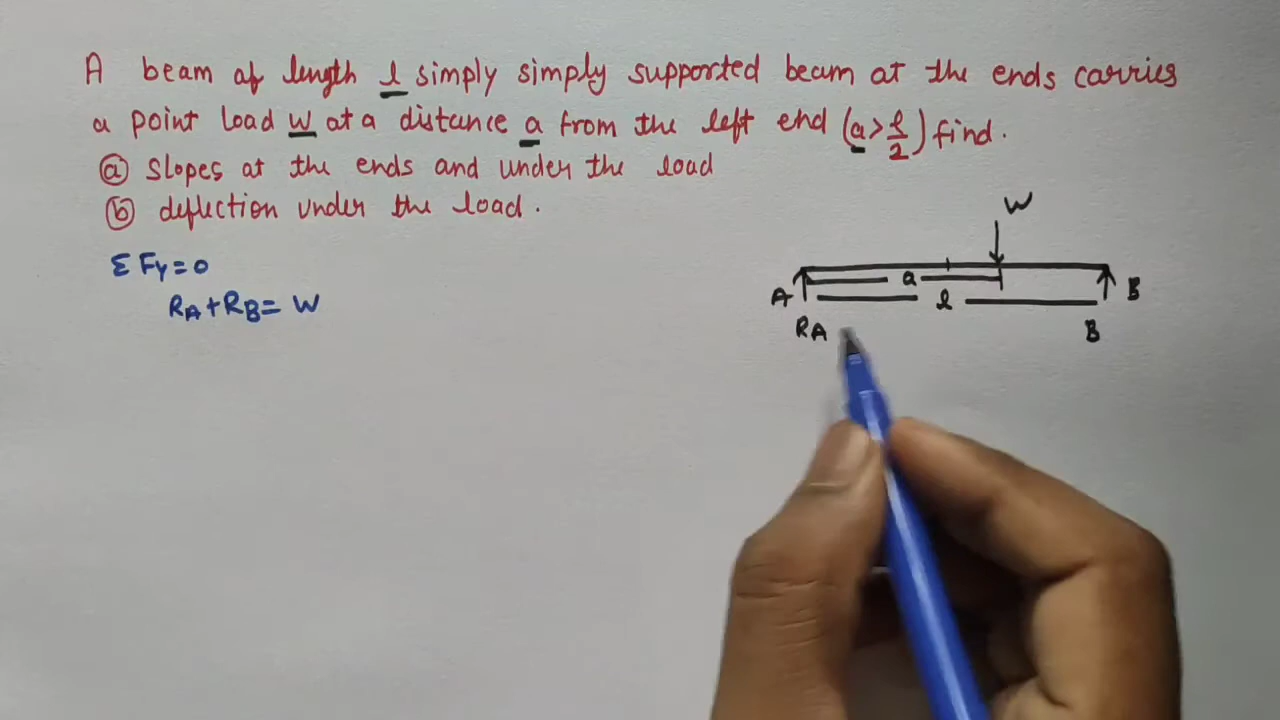 A beam of length l simply simply supported beam at the ends carries
a point load W at a distance a from the left end (a > l/2) find.
ⓐ Slopes at the ends and under the load
ⓑ deflection under the load.
Σ Fy = 0
RA + RB = W
W
A a B
l
RA B